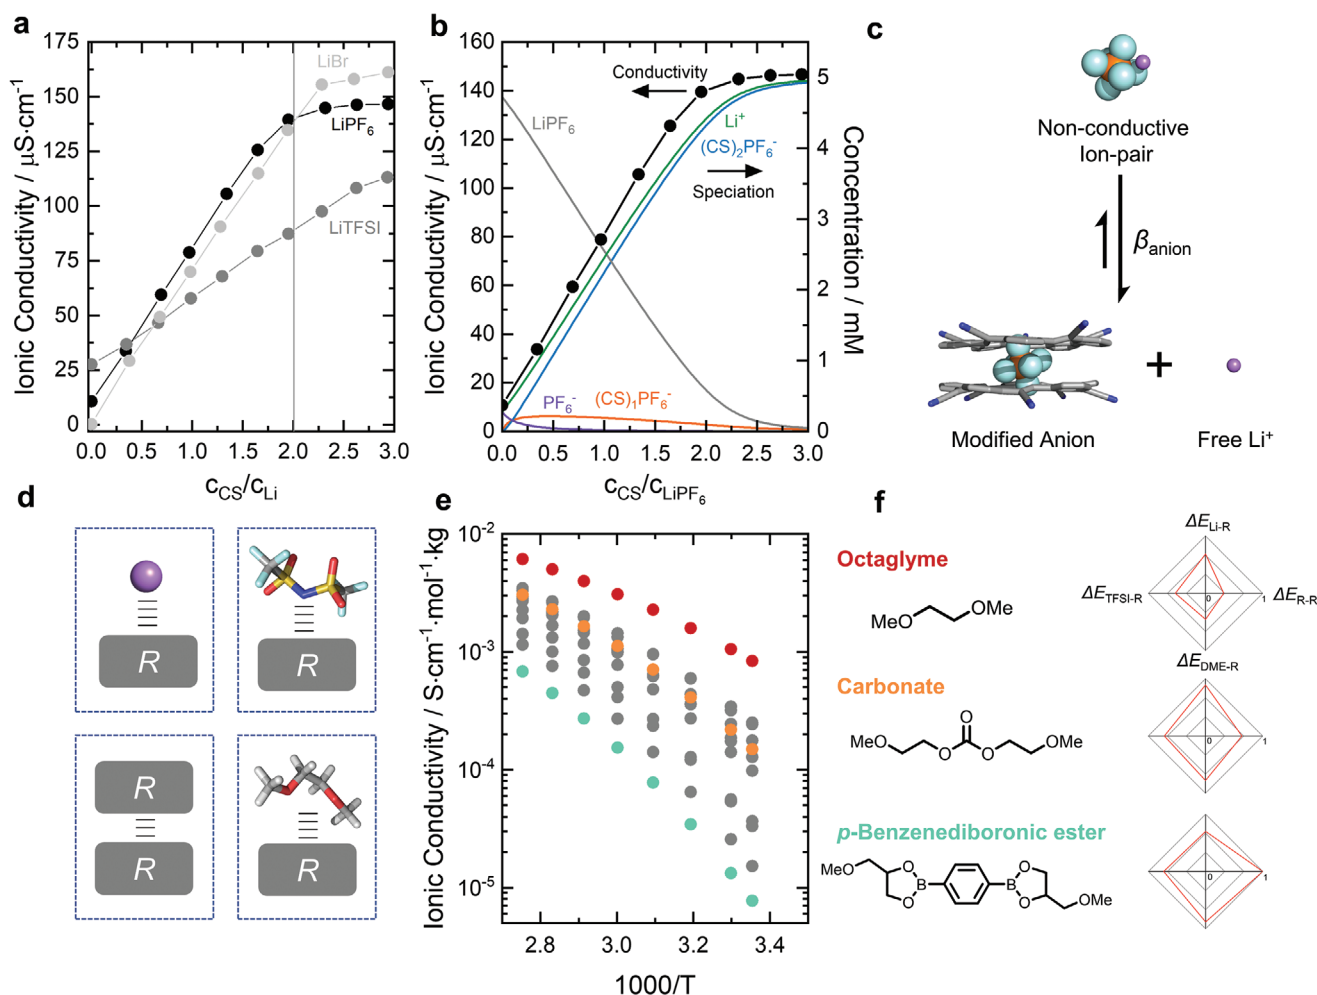 a
175
150
125
100
75
50
25
0
Ionic Conductivity / µS·cm⁻¹
LiBr
LiPF₆
LiTFSI
0.0 0.5 1.0 1.5 2.0 2.5 3.0
c_CS/c_Li
b
160
140
120
100
80
60
40
20
0
Ionic Conductivity / µS·cm⁻¹
Conductivity
LiPF₆
Li⁺
(CS)₂PF₆⁻
Speciation
PF₆⁻
(CS)₁PF₆⁻
5
4
3
2
1
0
Concentration / mM
0.0 0.5 1.0 1.5 2.0 2.5 3.0
c_CS/c_LiPF₆
c
Non-conductive
Ion-pair
β_anion
+
Modified Anion
Free Li⁺
d
R
R
R
R
R
e
10⁻²
10⁻³
10⁻⁴
10⁻⁵
Ionic Conductivity / S·cm⁻¹·mol⁻¹·kg
2.8 3.0 3.2 3.4
1000/T
f
Octaglyme
MeO
OMe
ΔE_Li-R
ΔE_TFSI-R
0
1
ΔE_R-R
ΔE_DME-R
Carbonate
MeO
O
O
O
OMe
0
1
p-Benzenediboronic ester
MeO
O
O
B
B
O
O
OMe
0
1